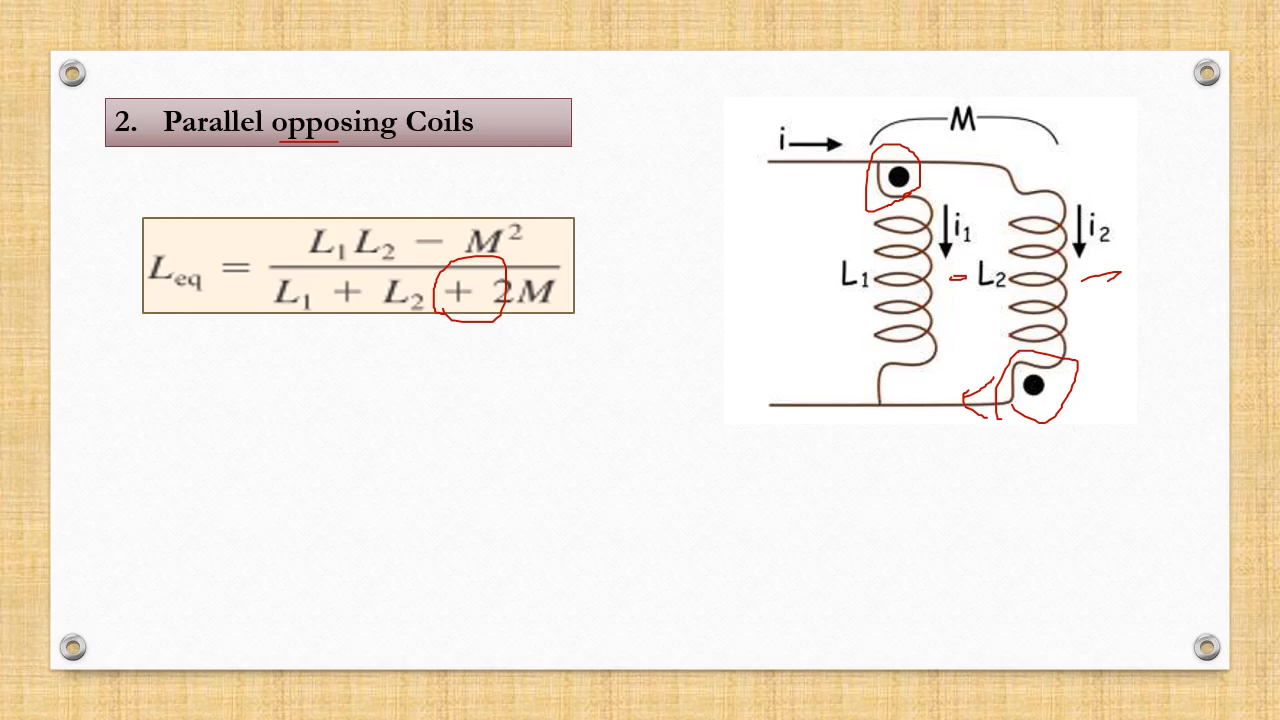 2. Parallel opposing Coils
L₁L₂ − M²
L_eq = ―――――――
L₁ + L₂ + 2M
M
i
i₁
i₂
L₁
L₂